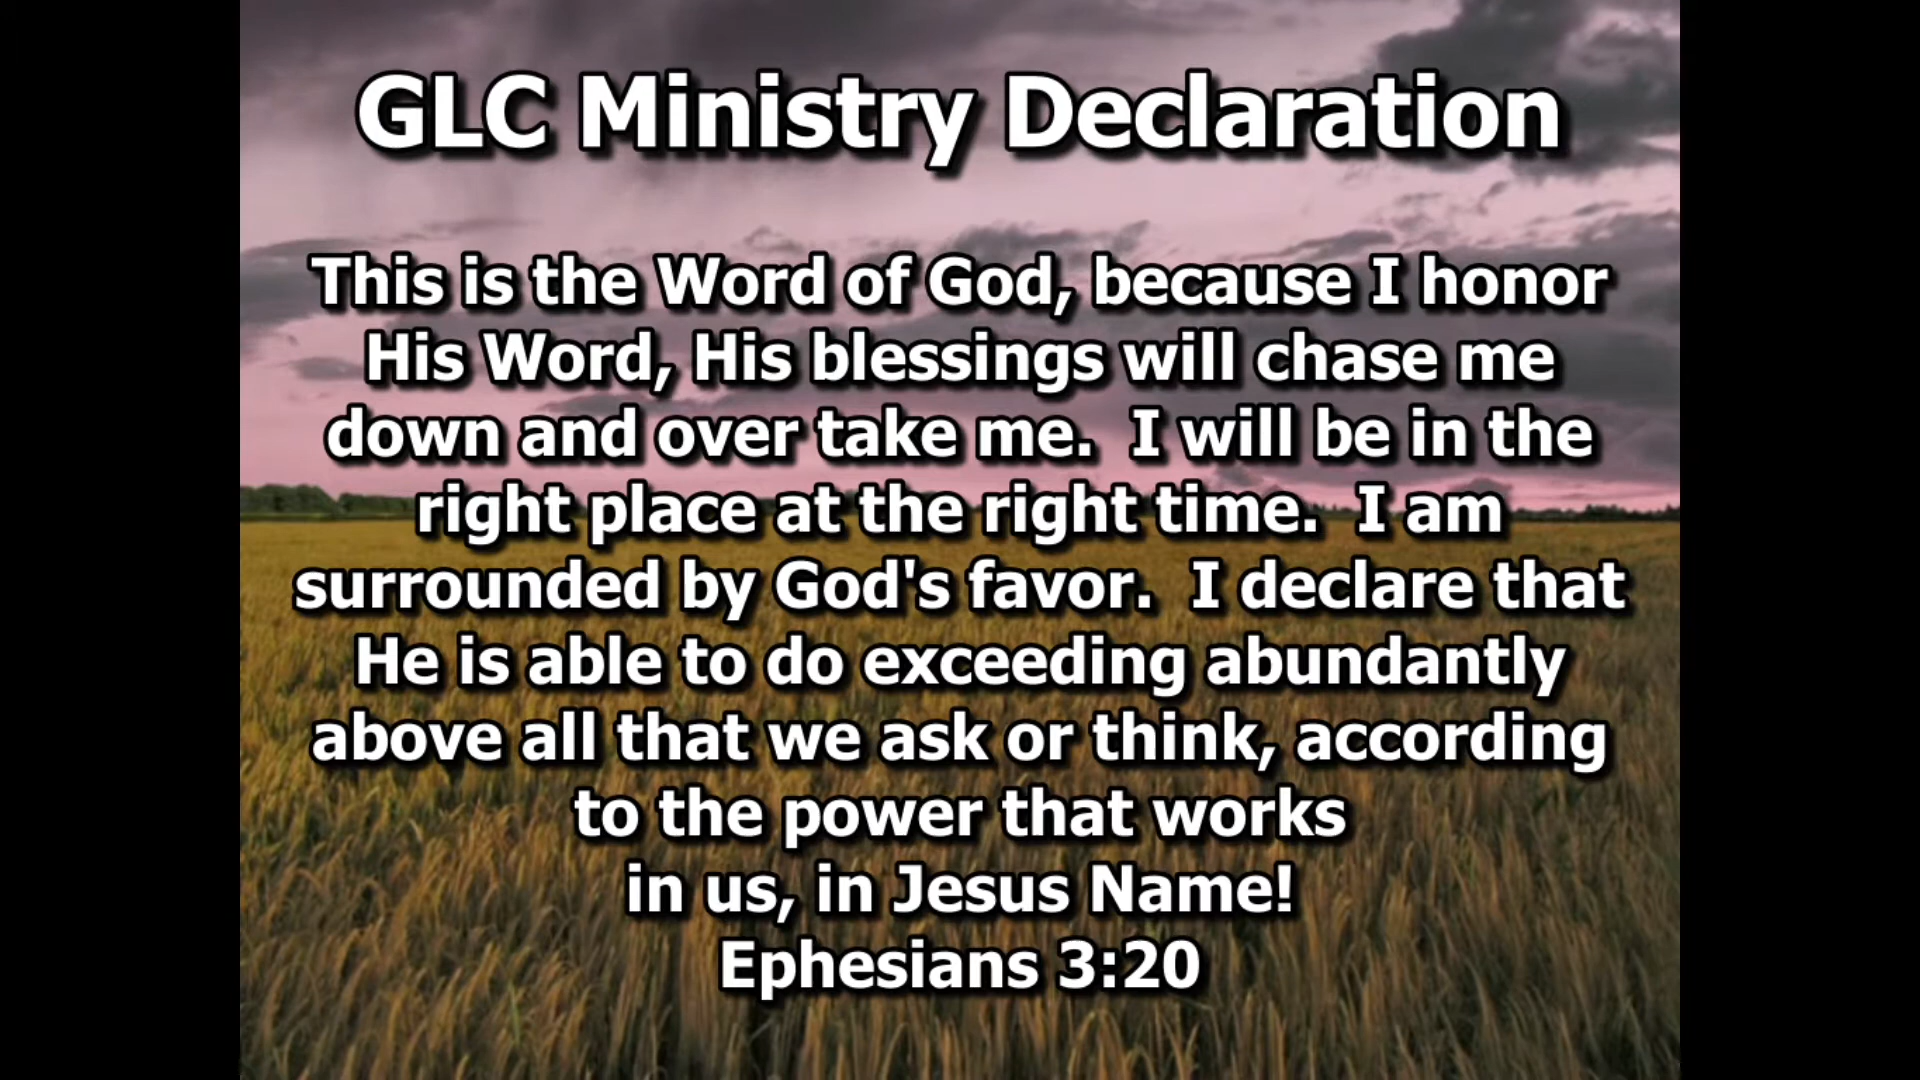 GLC Ministry Declaration
This is the Word of God, because I honor
His Word, His blessings will chase me
down and over take me.  I will be in the
right place at the right time.  I am
surrounded by God's favor.  I declare that
He is able to do exceeding abundantly
above all that we ask or think, according
to the power that works
in us, in Jesus Name!
Ephesians 3:20